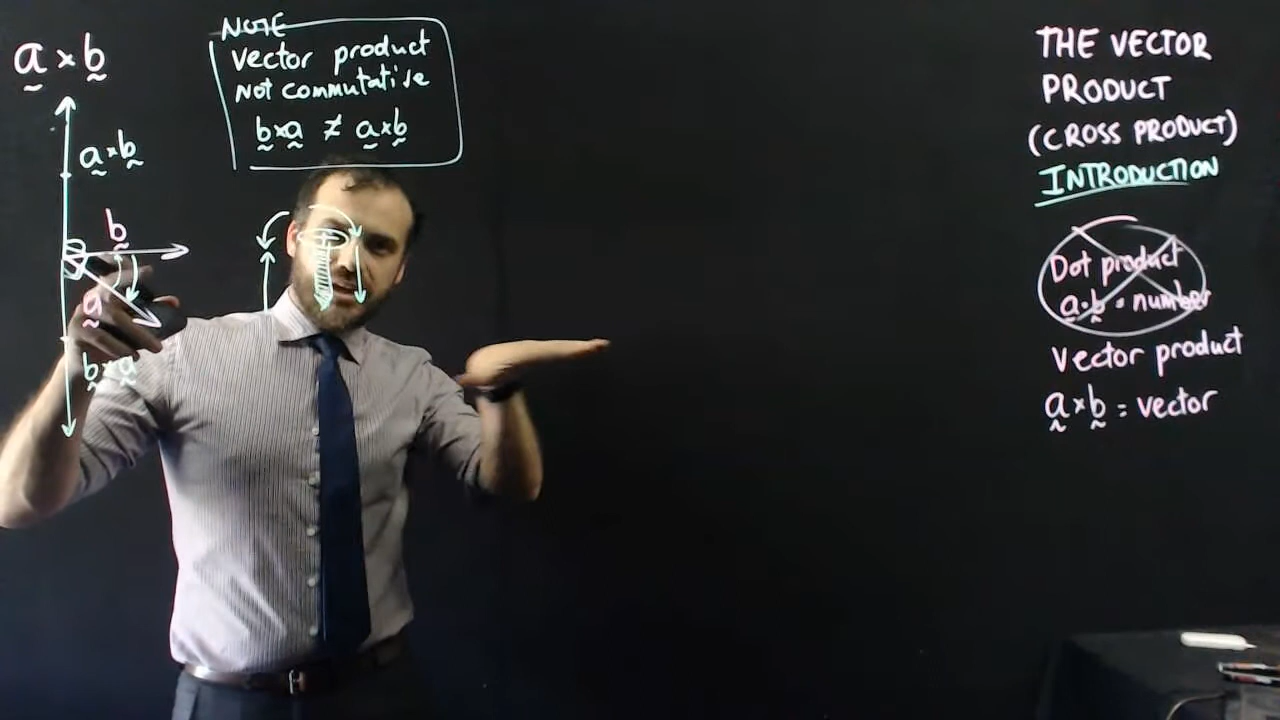 a × b
NOTE
Vector product
Not commutative
b×a ≠ a×b
a×b
b
a
b×a
THE VECTOR
PRODUCT
(CROSS PRODUCT)
INTRODUCTION
Dot product
a·b = number
Vector product
a×b = vector